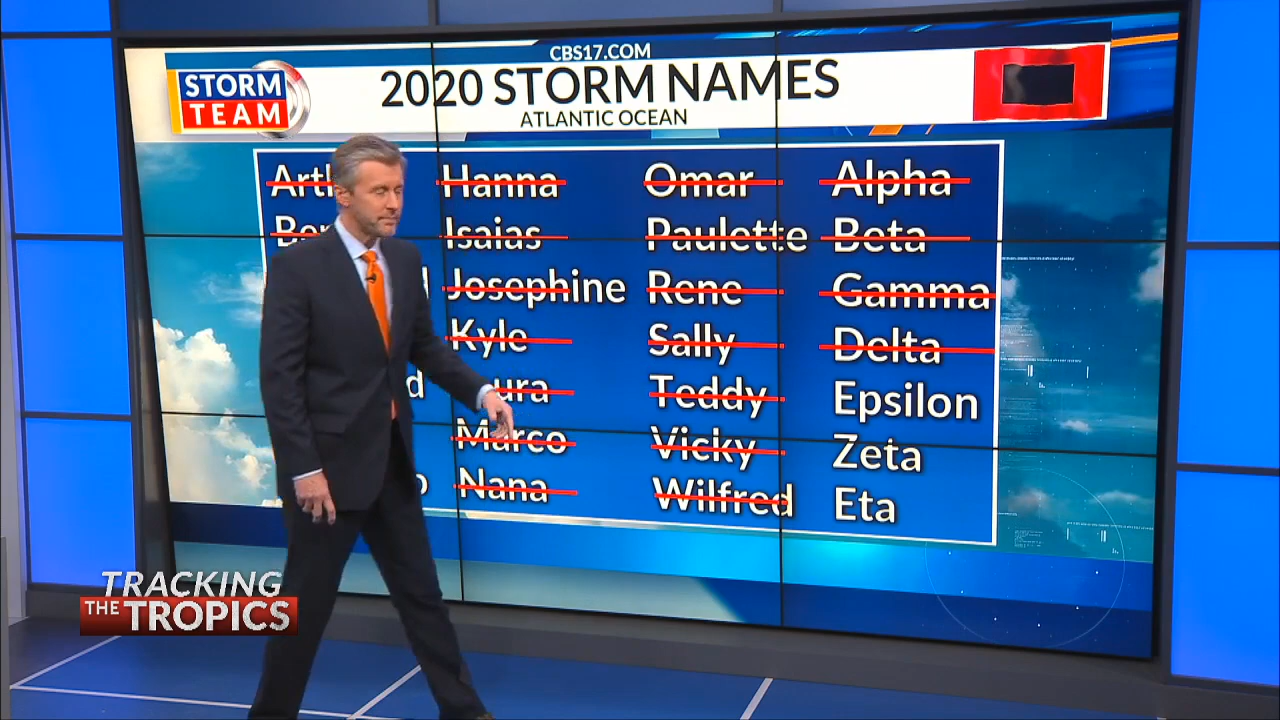 CBS17.COM
STORM
TEAM
2020 STORM NAMES
ATLANTIC OCEAN
Hanna Omar Alpha
Isaias Paulette Beta
Josephine Rene Gamma
Kyle Sally Delta
Teddy Epsilon
Marco Vicky Zeta
Nana Wilfred Eta
TRACKING
THE TROPICS